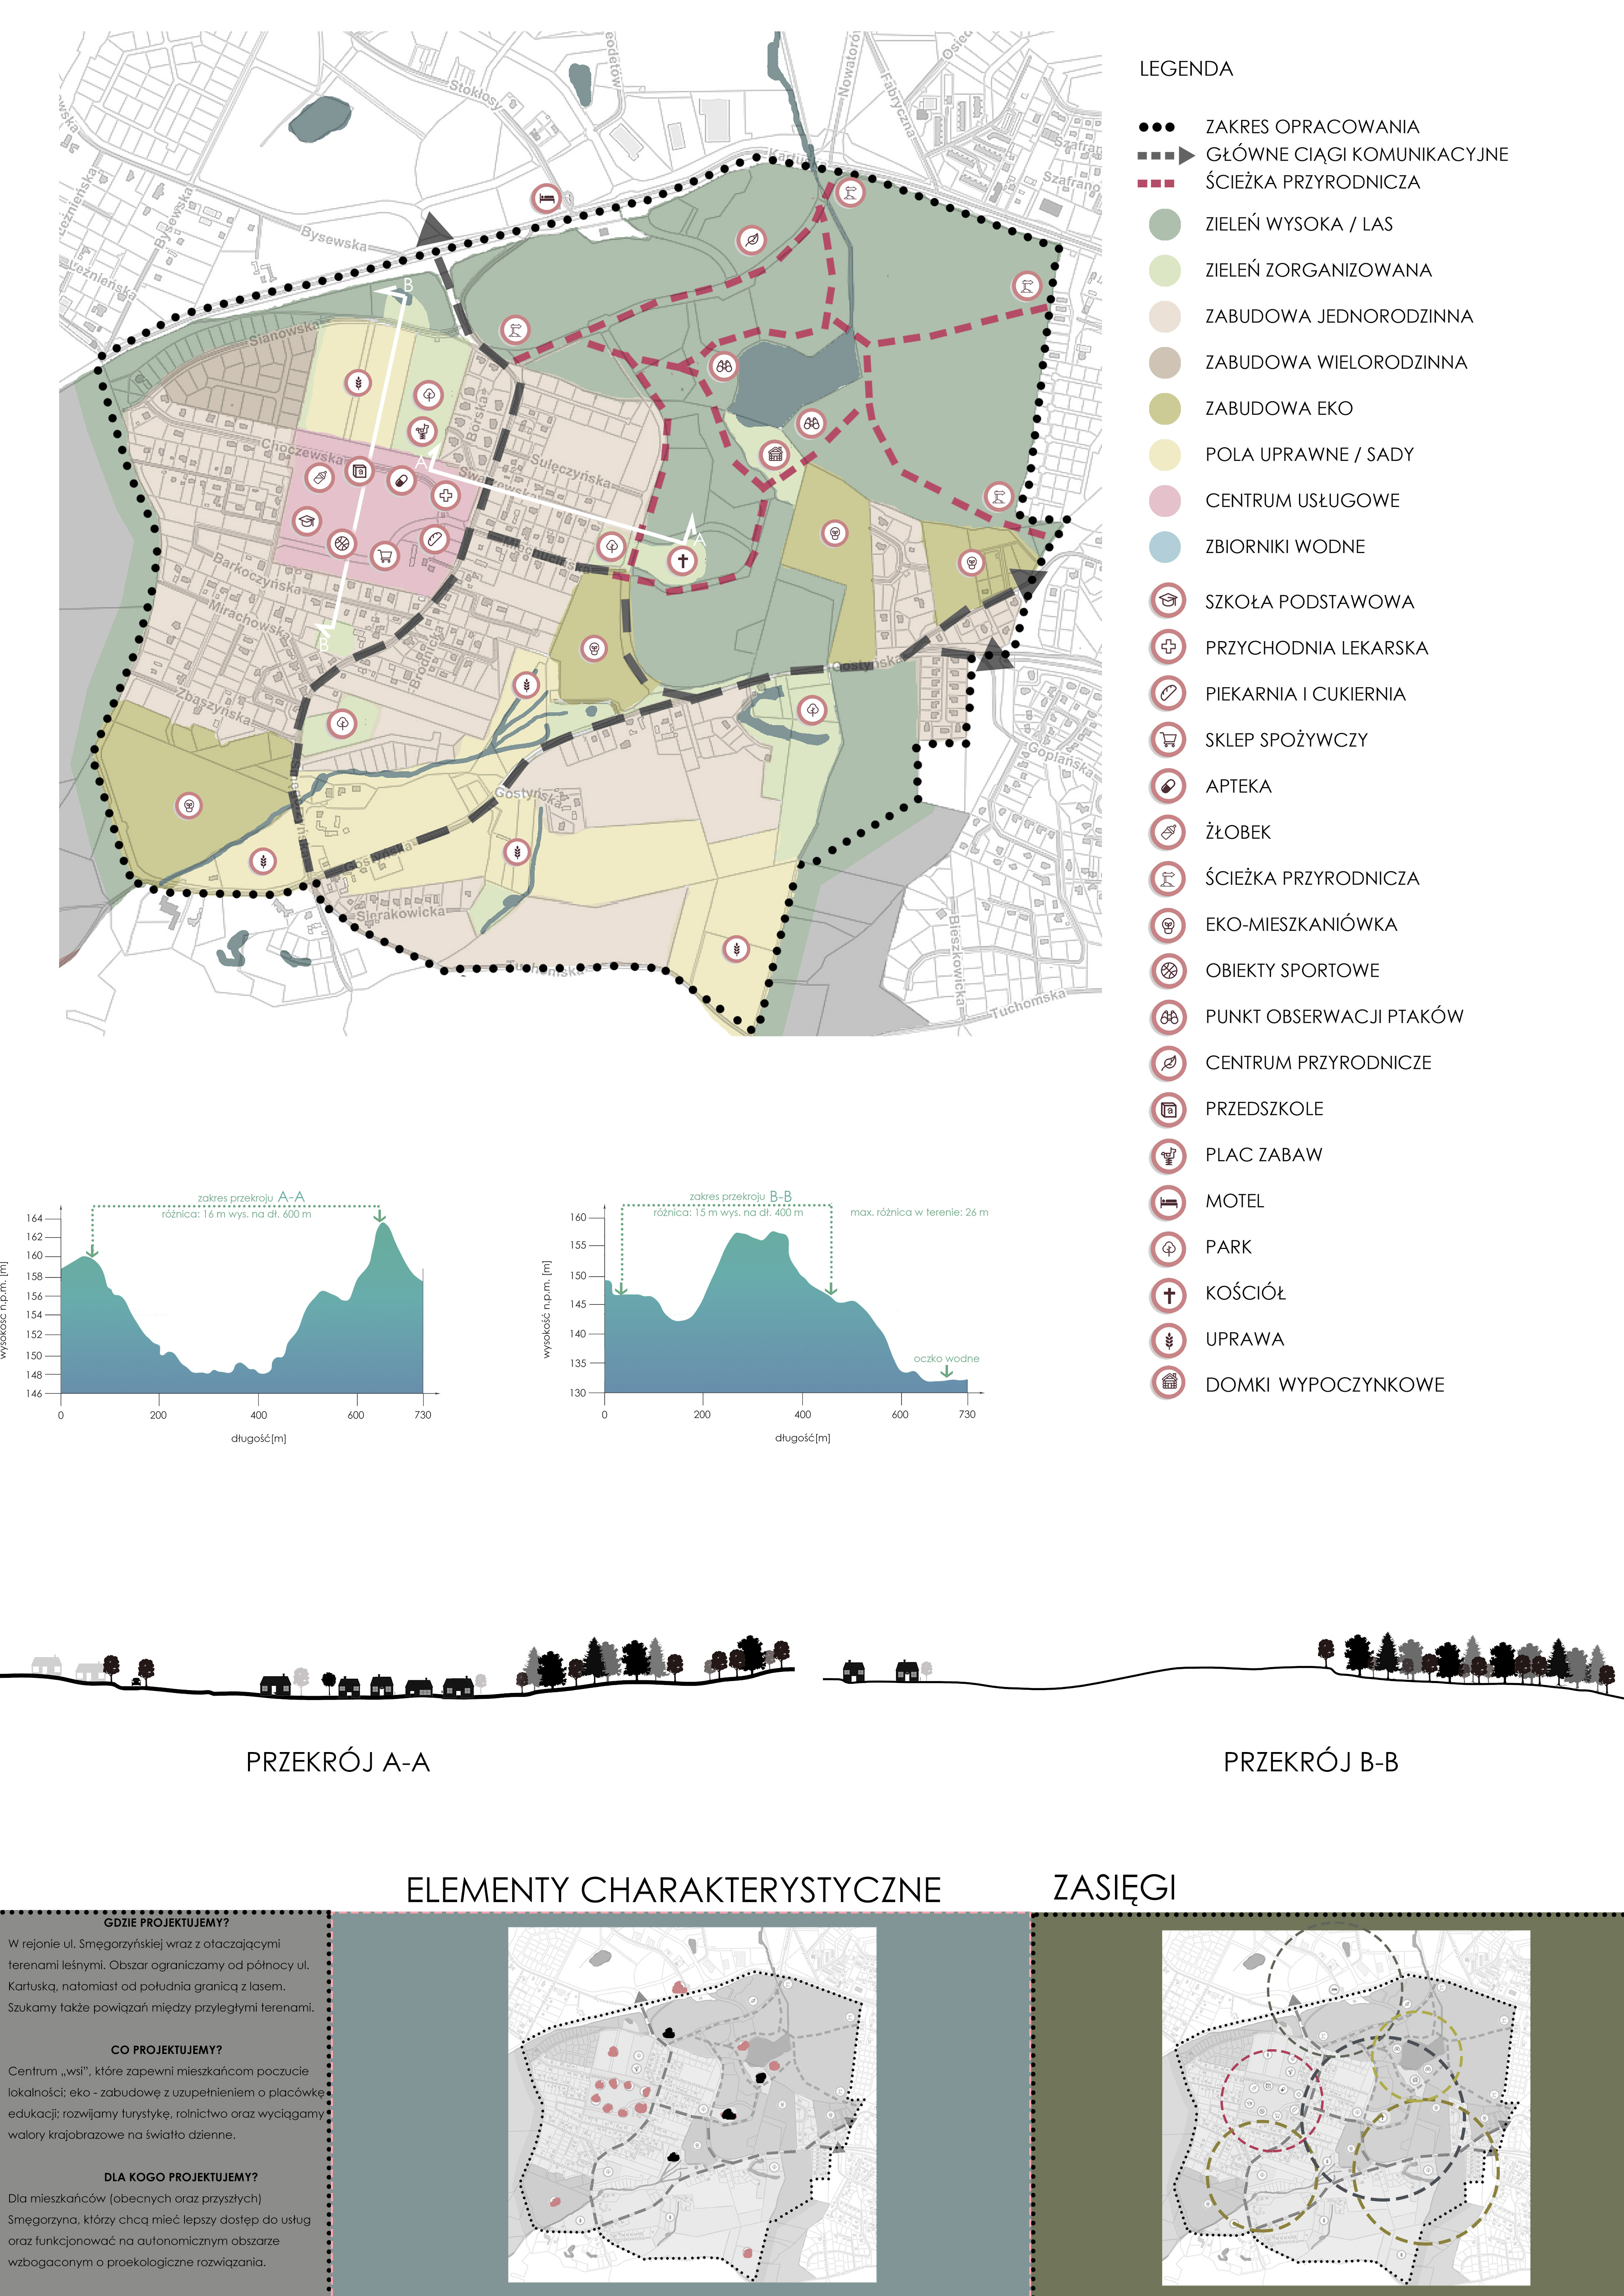 Stokłosy
Nowatorów
Fabryczna
Szafrano
Szafrano
Bysewska
Bysewska
Leźnieńska
Leźnieńska
B
Sianowska
Borska
Choczewska
A
Sulęczyńska
A
Barkoczyńska
Mirachowska
B
Brodnicka
Gostyńska
Zbaszyńska
Goplańska
Gostyńska
Gostyńska
Sierakowicka
Tuchomska
Bieszkowicka
Tuchomska
LEGENDA
ZAKRES OPRACOWANIA
GŁÓWNE CIĄGI KOMUNIKACYJNE
ŚCIEŻKA PRZYRODNICZA
ZIELEŃ WYSOKA / LAS
ZIELEŃ ZORGANIZOWANA
ZABUDOWA JEDNORODZINNA
ZABUDOWA WIELORODZINNA
ZABUDOWA EKO
POLA UPRAWNE / SADY
CENTRUM USŁUGOWE
ZBIORNIKI WODNE
SZKOŁA PODSTAWOWA
PRZYCHODNIA LEKARSKA
PIEKARNIA I CUKIERNIA
SKLEP SPOŻYWCZY
APTEKA
ŻŁOBEK
ŚCIEŻKA PRZYRODNICZA
EKO-MIESZKANIÓWKA
OBIEKTY SPORTOWE
PUNKT OBSERWACJI PTAKÓW
CENTRUM PRZYRODNICZE
PRZEDSZKOLE
PLAC ZABAW
MOTEL
PARK
KOŚCIÓŁ
UPRAWA
DOMKI WYPOCZYNKOWE
zakres przekroju A-A
różnica: 16 m wys. na dł. 600 m
wysokość n.p.m. [m]
164
162
160
158
156
154
152
150
148
146
0 200 400 600 730
długość[m]
zakres przekroju B-B
różnica: 15 m wys. na dł. 400 m
max. różnica w terenie: 26 m
wysokość n.p.m. [m]
160
155
150
145
140
135
130
oczko wodne
0 200 400 600 730
długość[m]
PRZEKRÓJ A-A
PRZEKRÓJ B-B
ELEMENTY CHARAKTERYSTYCZNE
ZASIĘGI
GDZIE PROJEKTUJEMY?
W rejonie ul. Smęgorzyńskiej wraz z otaczającymi
terenami leśnymi. Obszar ograniczamy od północy ul.
Kartuską, natomiast od południa granicą z lasem.
Szukamy także powiązań między przyległymi terenami.
CO PROJEKTUJEMY?
Centrum „wsi”, które zapewni mieszkańcom poczucie
lokalności; eko - zabudowę z uzupełnieniem o placówkę
edukacji; rozwijamy turystykę, rolnictwo oraz wyciągamy
walory krajobrazowe na światło dzienne.
DLA KOGO PROJEKTUJEMY?
Dla mieszkańców (obecnych oraz przyszłych)
Smęgorzyna, którzy chcą mieć lepszy dostęp do usług
oraz funkcjonować na autonomicznym obszarze
wzbogaconym o proekologiczne rozwiązania.